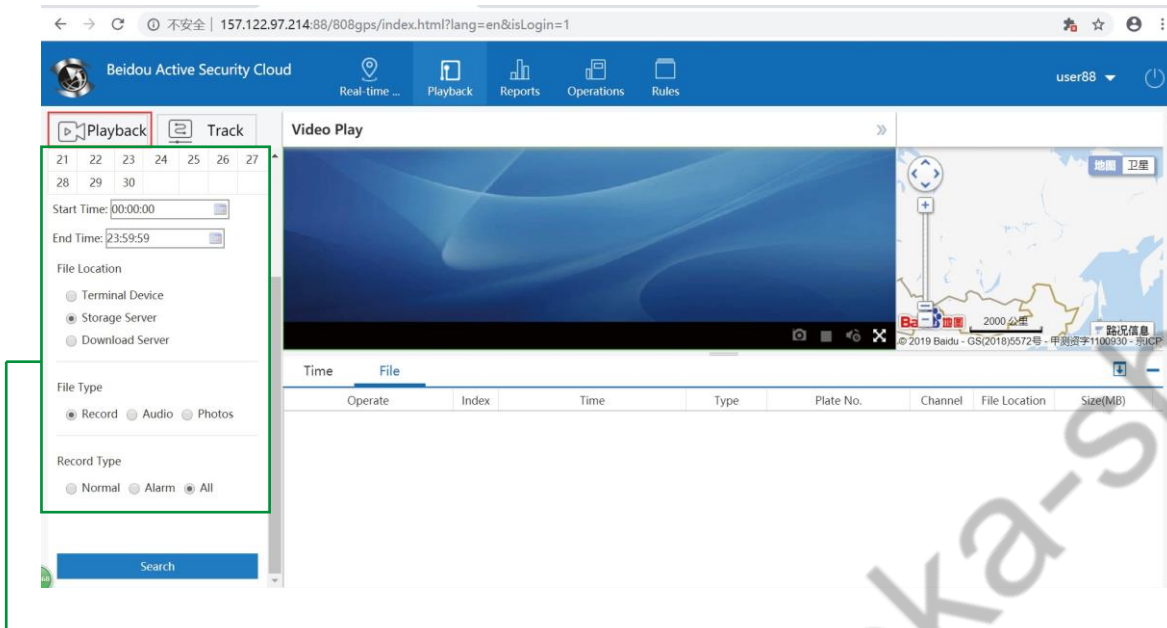 不安全 | 157.122.97.214:88/808gps/index.html?lang=en&isLogin=1
Beidou Active Security Cloud
Real-time ...
Playback
Reports
Operations
Rules
user88
Playback
Track
Video Play
21 22 23 24 25 26 27
28 29 30
Start Time: 00:00:00
End Time: 23:59:59
File Location
Terminal Device
Storage Server
Download Server
File Type
Record Audio Photos
Record Type
Normal Alarm All
Search
地图 卫星
2000 公里
路况信息
© 2019 Baidu - GS(2018)5572号 - 甲测资字1100930 - 京ICP
Time File
Operate Index Time Type Plate No. Channel File Location Size(MB)